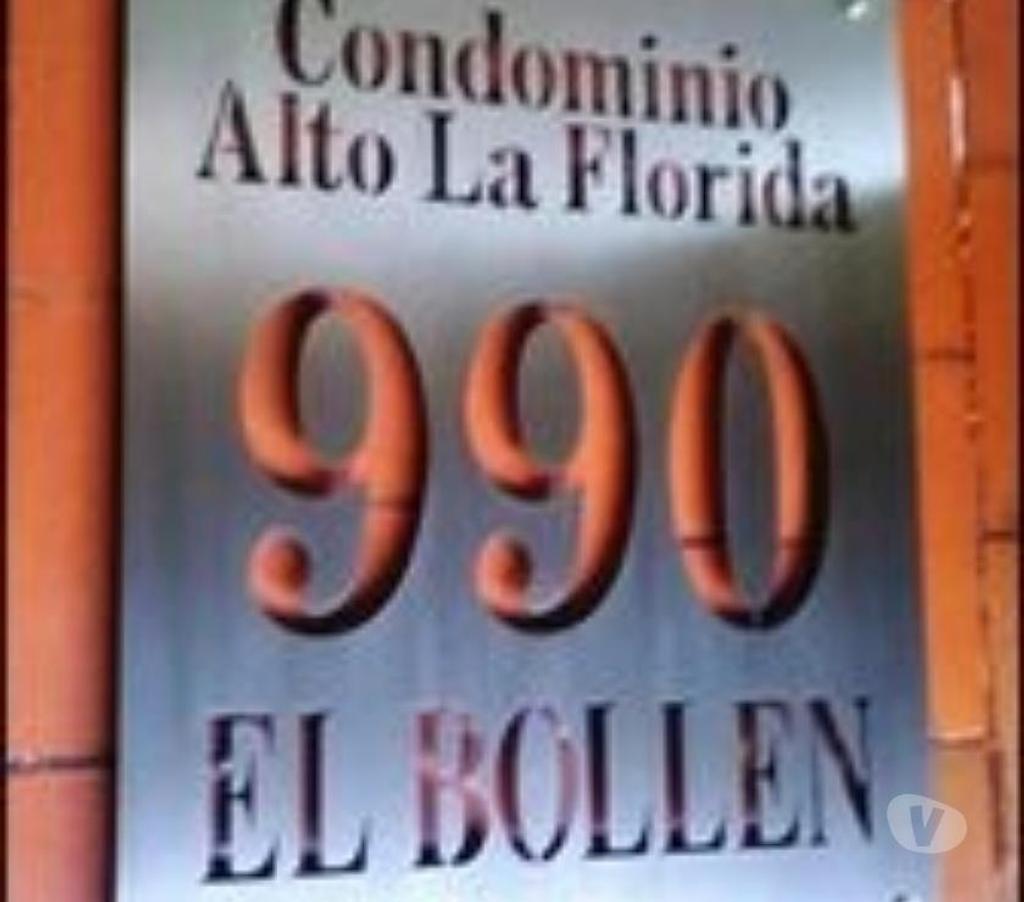 Condominio
Alto La Florida
990
EL BOLLEN
V